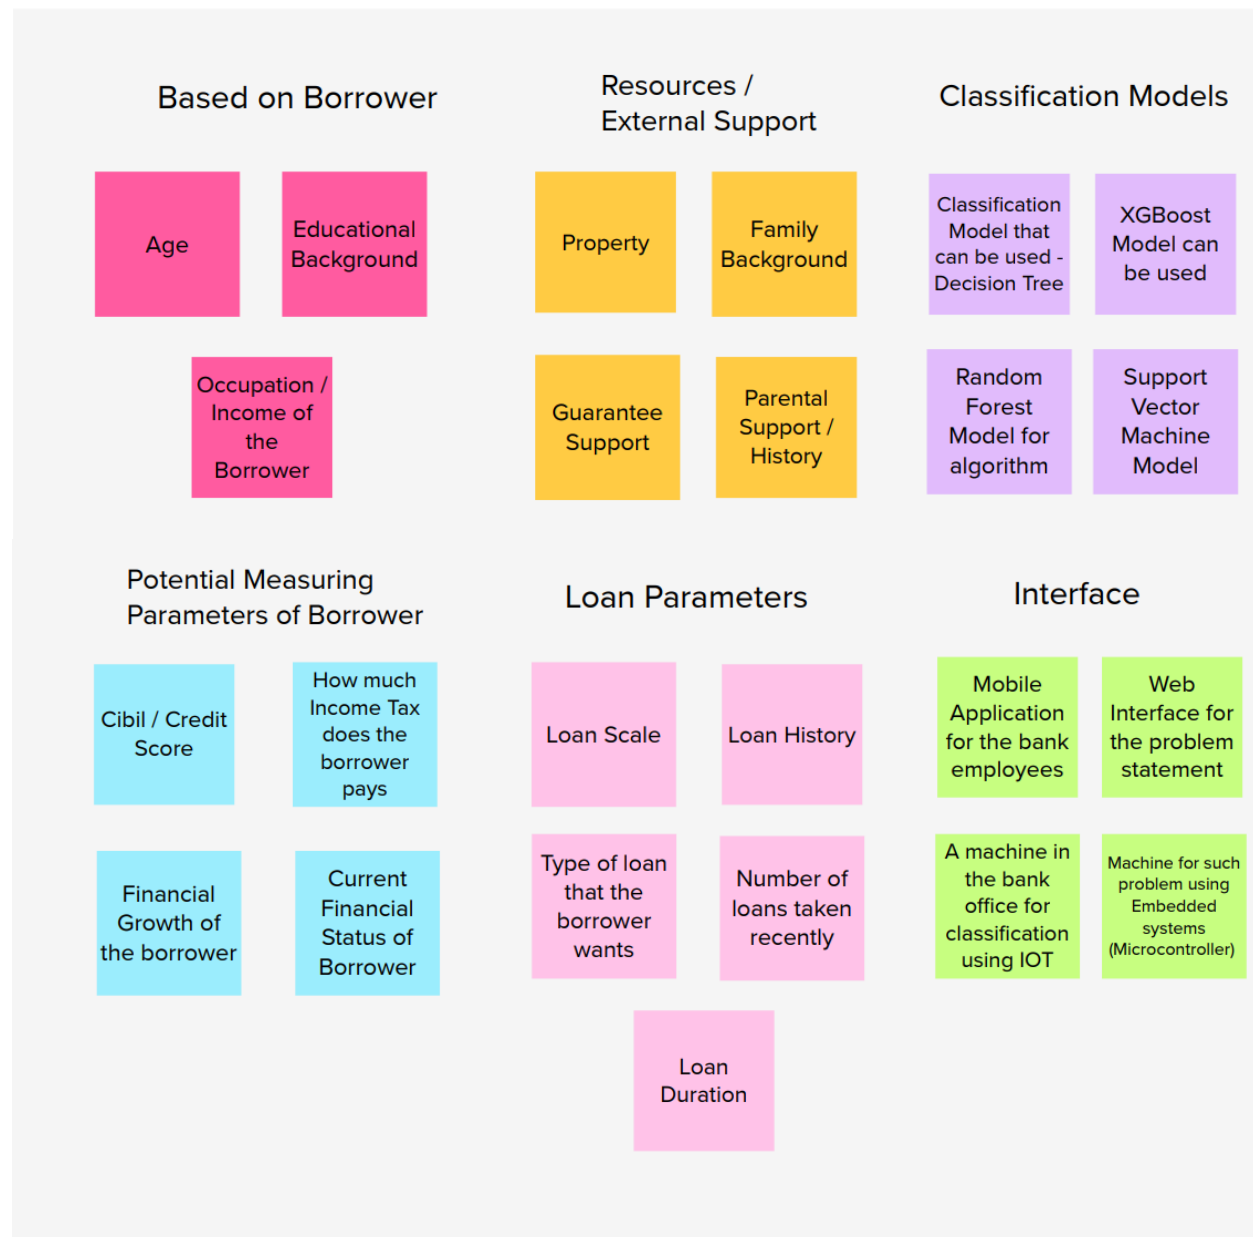 Based on Borrower
Age
Educational
Background
Occupation /
Income of
the
Borrower
Resources /
External Support
Property
Family
Background
Guarantee
Support
Parental
Support /
History
Classification Models
Classification
Model that
can be used -
Decision Tree
XGBoost
Model can
be used
Random
Forest
Model for
algorithm
Support
Vector
Machine
Model
Potential Measuring
Parameters of Borrower
Cibil / Credit
Score
How much
Income Tax
does the
borrower
pays
Financial
Growth of
the borrower
Current
Financial
Status of
Borrower
Loan Parameters
Loan Scale
Loan History
Type of loan
that the
borrower
wants
Number of
loans taken
recently
Loan
Duration
Interface
Mobile
Application
for the bank
employees
Web
Interface for
the problem
statement
A machine in
the bank
office for
classification
using IOT
Machine for such
problem using
Embedded
systems
(Microcontroller)